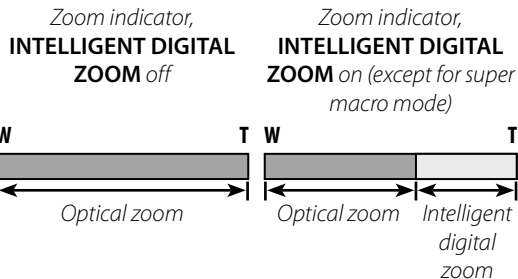 Zoom indicator,
INTELLIGENT DIGITAL
ZOOM off
Zoom indicator,
INTELLIGENT DIGITAL
ZOOM on (except for super
macro mode)
W T
W T
Optical zoom
Optical zoom
Intelligent
digital
zoom